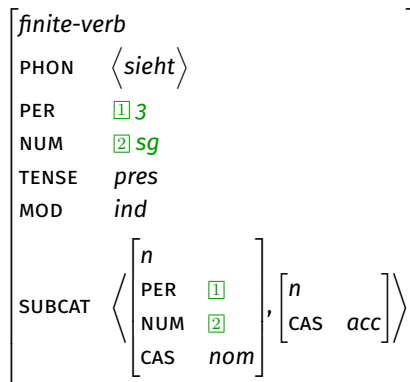 finite-verb
PHON ⟨sieht⟩
PER [1] 3
NUM [2] sg
TENSE pres
MOD ind
SUBCAT ⟨[n PER [1] NUM [2] CAS nom], [n CAS acc]⟩